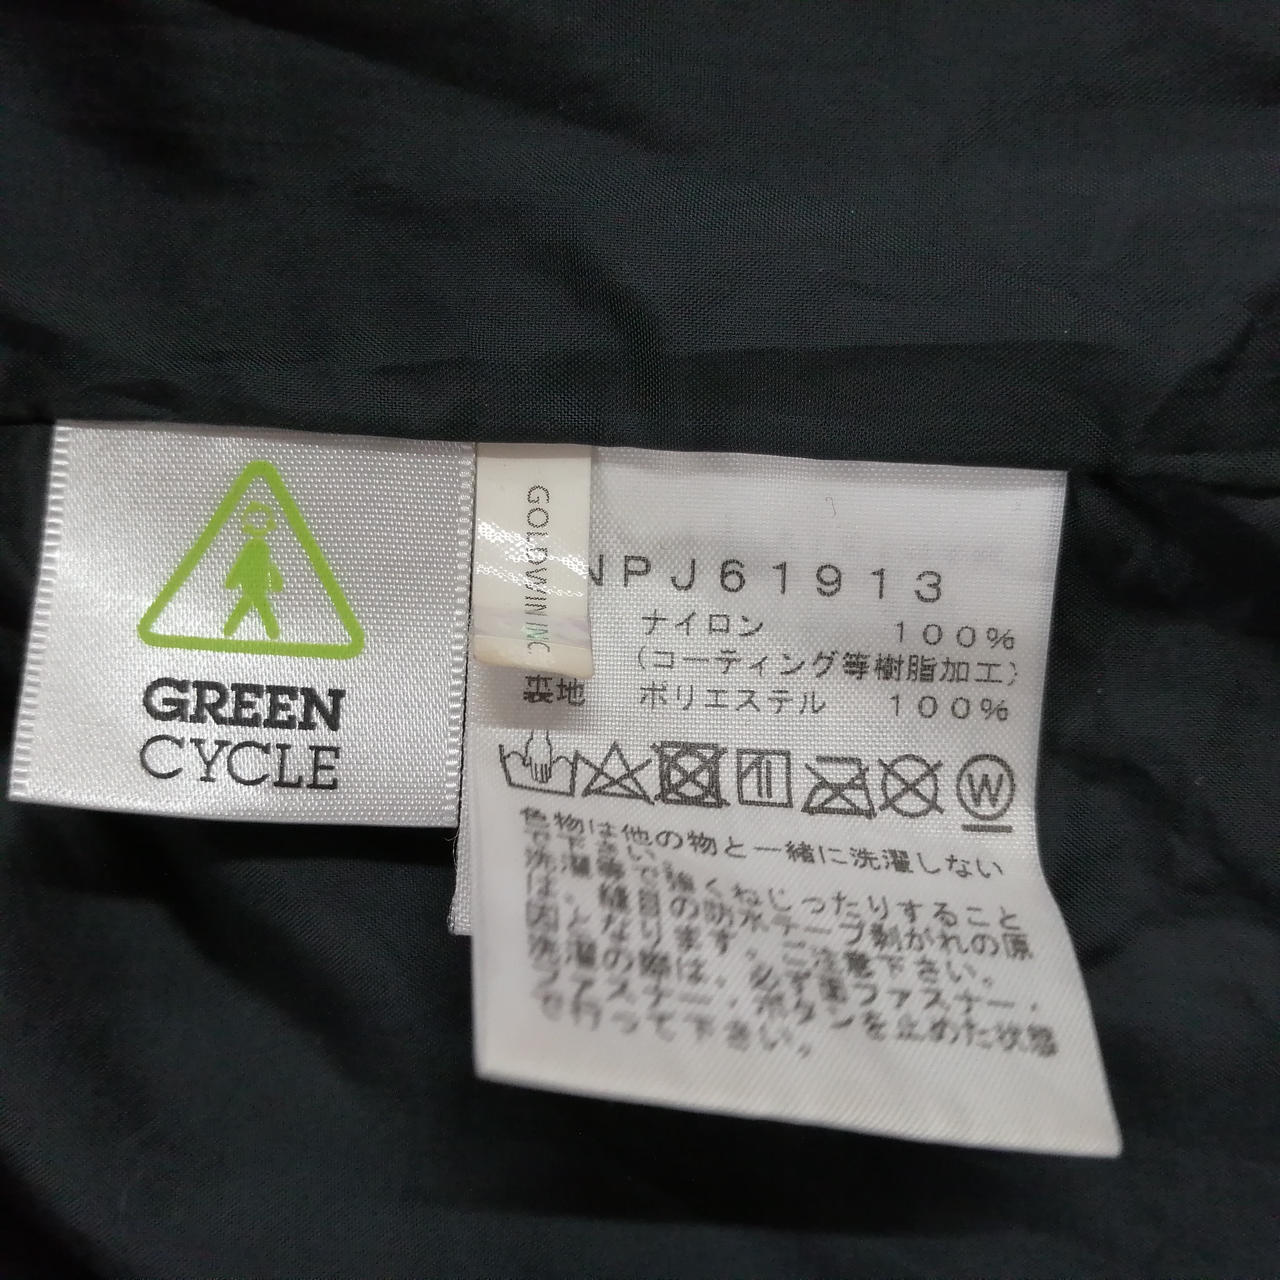 GREEN
CYCLE
GOLDWIN INC
NPJ61913
ナイロン 100%
(コーティング等樹脂加工)
裏地 ポリエステル 100%
W
色物は他の物と一緒に洗濯しない
で下さい。
洗濯等で強くねじったりすること
は、縫目の防水テープ剥がれの原
因となります。ご注意下さい。
洗濯の際は、必ず面ファスナー・
ファスナー・ボタンを止めた状態
で行って下さい。